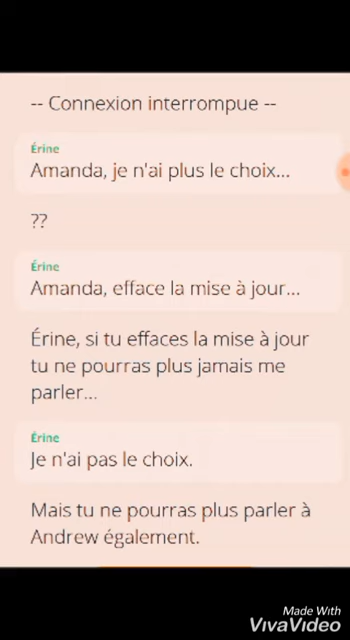 -- Connexion interrompue --
Érine
Amanda, je n'ai plus le choix...
??
Érine
Amanda, efface la mise à jour...
Érine, si tu effaces la mise à jour
tu ne pourras plus jamais me
parler...
Érine
Je n'ai pas le choix.
Mais tu ne pourras plus parler à
Andrew également.
Made With
VivaVideo